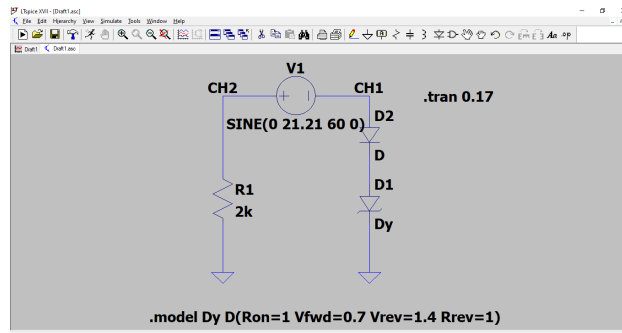 LTspice XVII - [Draft1.asc]
File Edit Hierarchy View Simulate Tools Window Help
Draft1 Draft1.asc
V1
CH2 CH1
.tran 0.17
SINE(0 21.21 60 0)
D2
D
R1
2k
D1
Dy
.model Dy D(Ron=1 Vfwd=0.7 Vrev=1.4 Rrev=1)